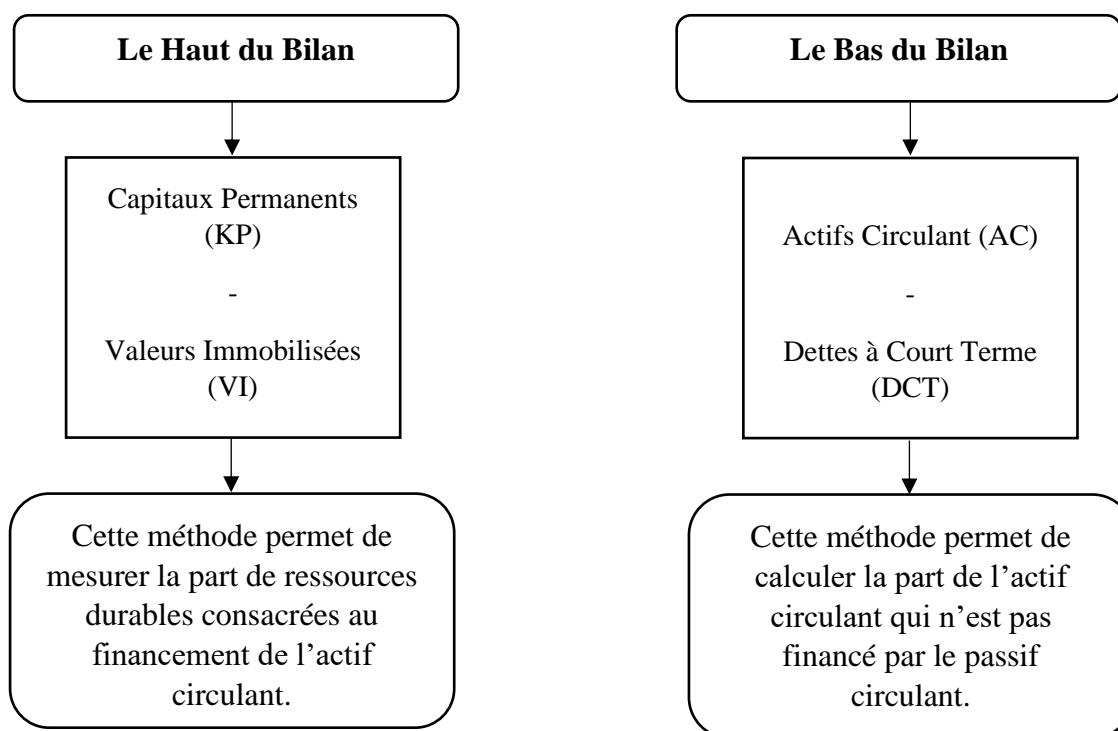 Le Haut du Bilan
Capitaux Permanents
(KP)
-
Valeurs Immobilisées
(VI)
Cette méthode permet de
mesurer la part de ressources
durables consacrées au
financement de l’actif
circulant.
Le Bas du Bilan
Actifs Circulant (AC)
-
Dettes à Court Terme
(DCT)
Cette méthode permet de
calculer la part de l’actif
circulant qui n’est pas
financé par le passif
circulant.